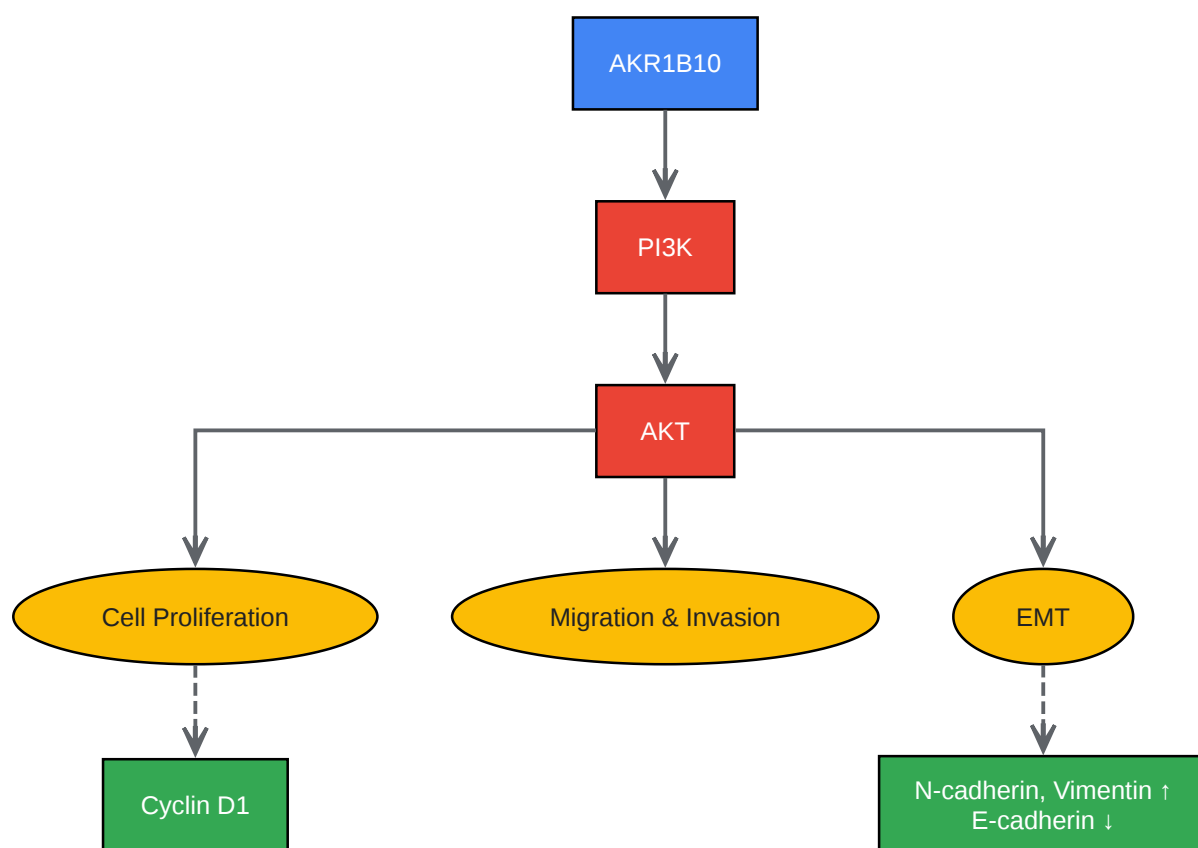 AKR1B10
PI3K
AKT
Cell Proliferation
Migration & Invasion
EMT
Cyclin D1
N-cadherin, Vimentin ↑
E-cadherin ↓